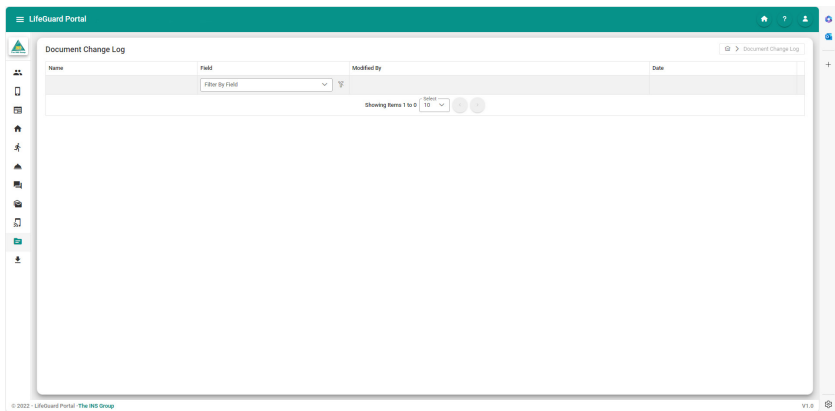 LifeGuard Portal
Document Change Log
Document Change Log
Name Field Modified By Date
Filter By Field
Showing Items 1 to 0 Select 10
© 2022 - LifeGuard Portal -The INS Group V1.0